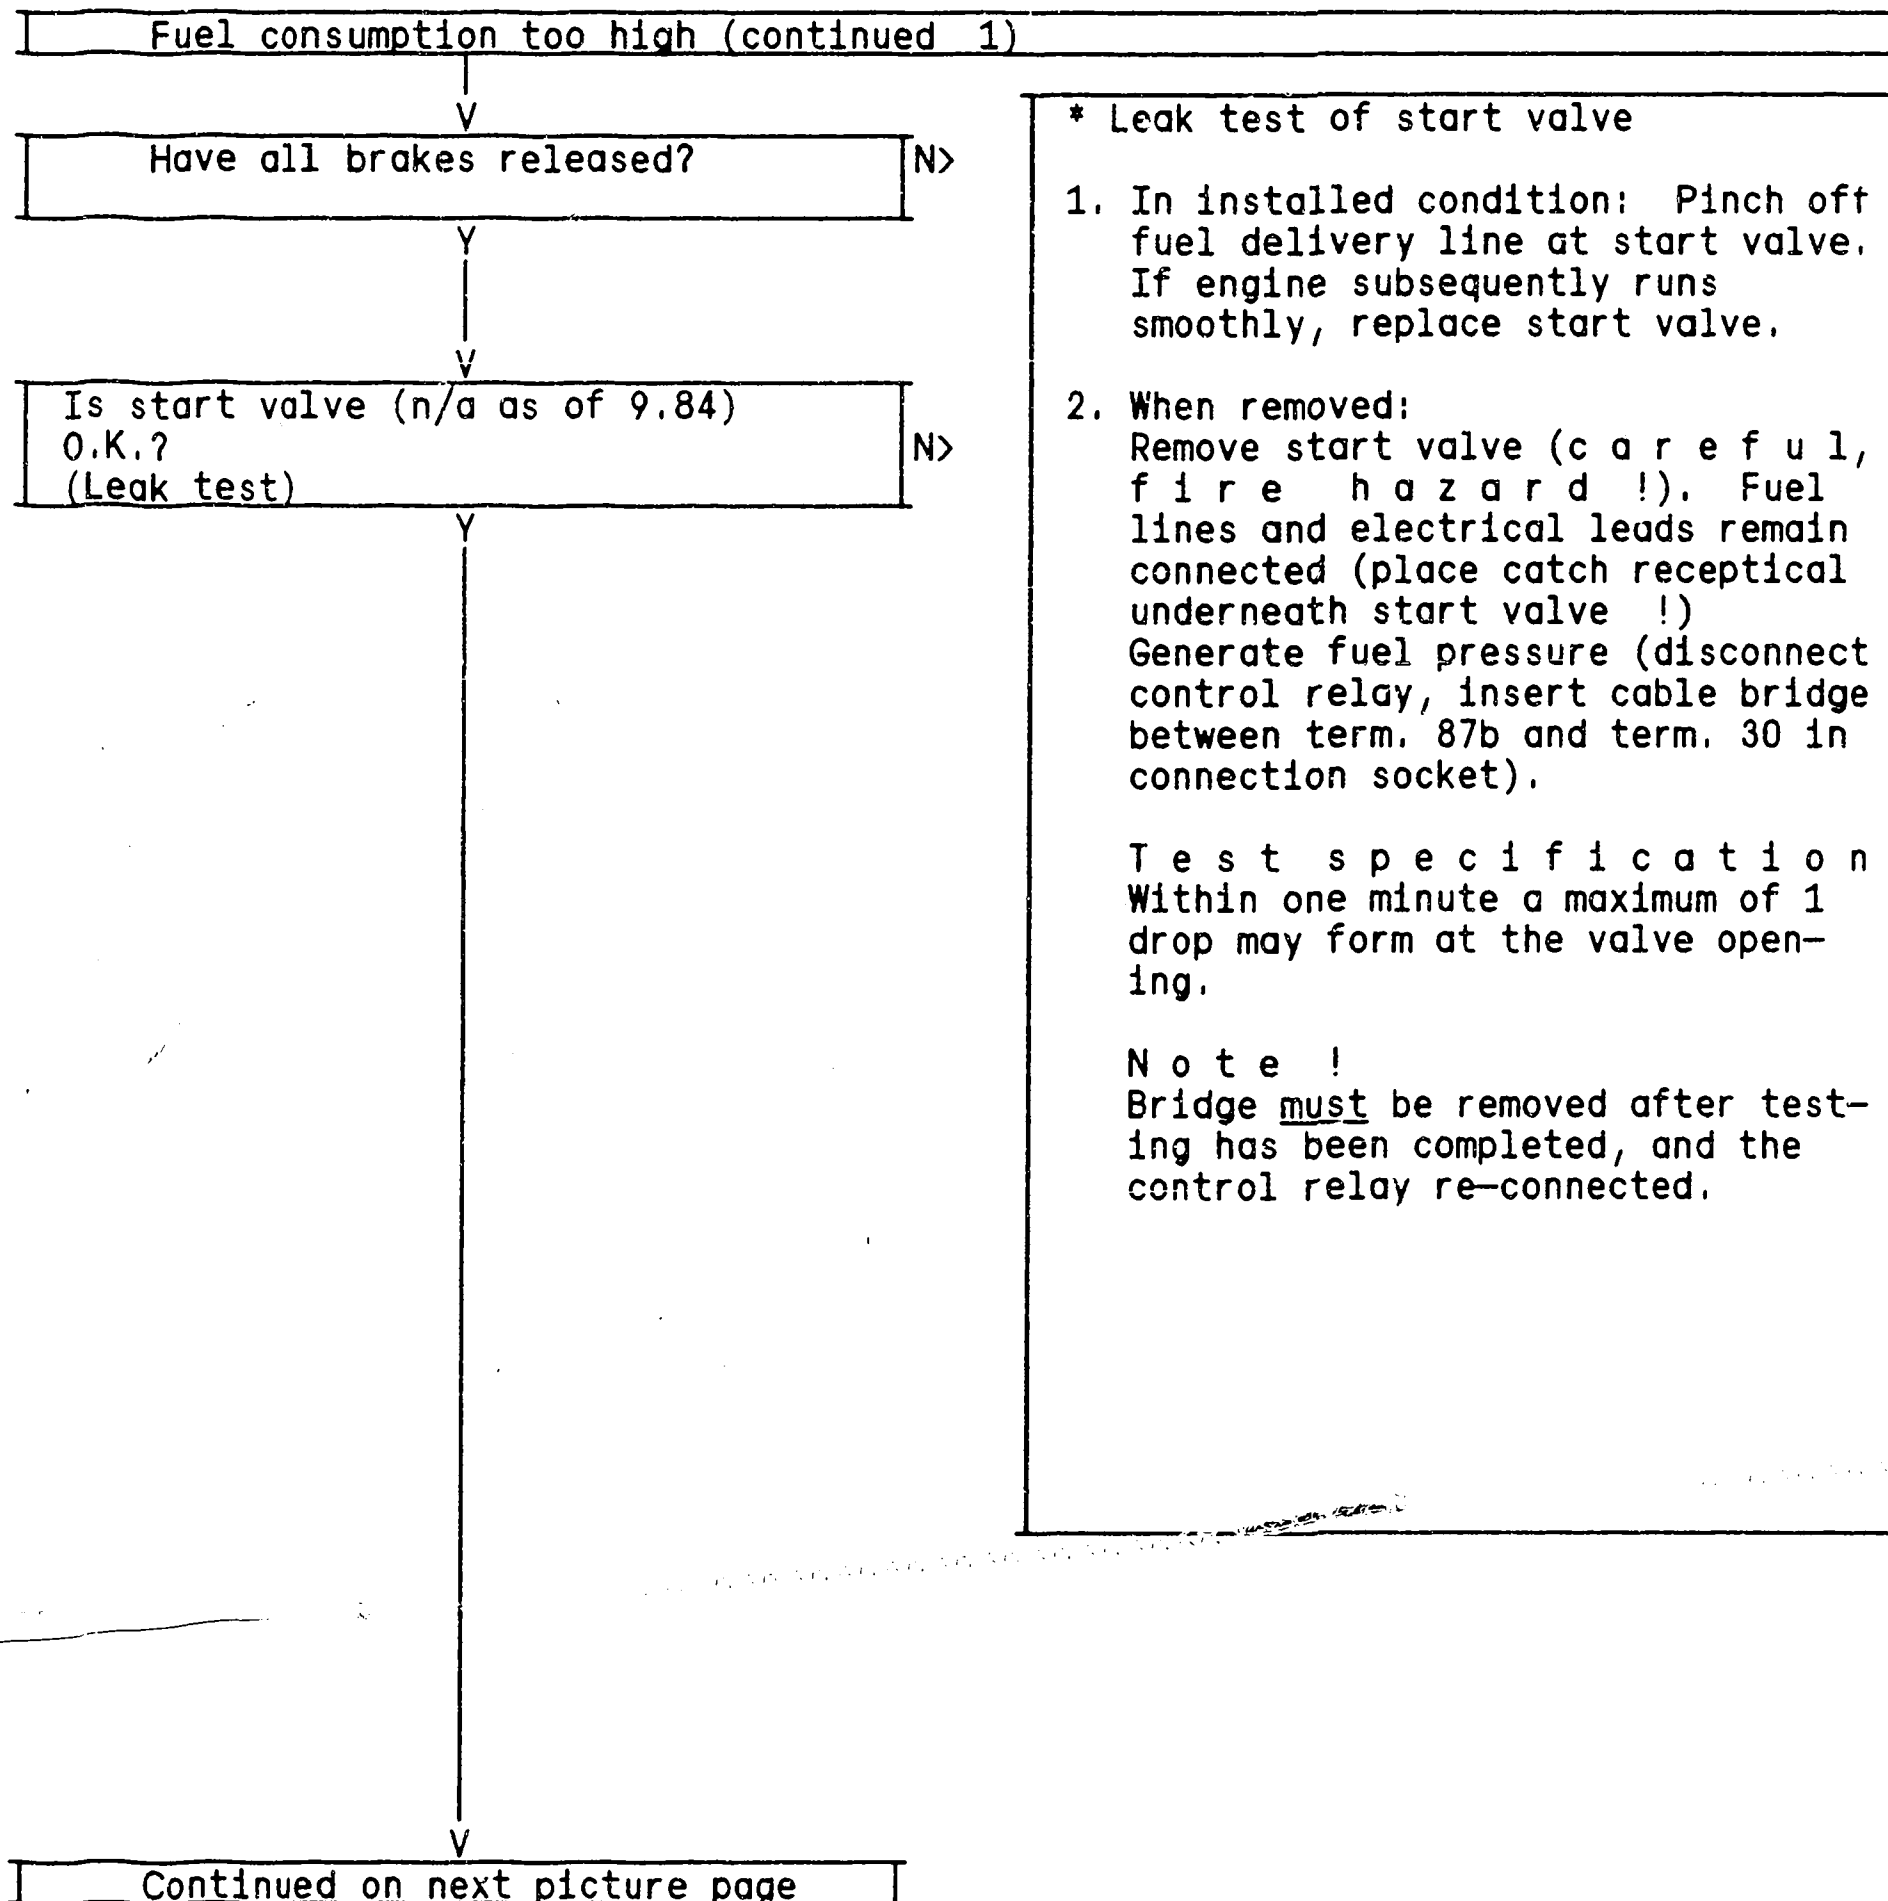 Fuel consumption too high (continued 1)
V
Have all brakes released?
N>
Y
V
Is start valve (n/a as of 9.84)
O.K.?
N>
(Leak test)
Y
V
Continued on next picture page
* Leak test of start valve
1. In installed condition: Pinch off
fuel delivery line at start valve.
If engine subsequently runs
smoothly, replace start valve.
2. When removed:
Remove start valve (c a r e f u l,
f i r e h a z a r d !). Fuel
lines and electrical leads remain
connected (place catch receptical
underneath start valve !)
Generate fuel pressure (disconnect
control relay, insert cable bridge
between term. 87b and term. 30 in
connection socket).
T e s t s p e c i f i c a t i o n
Within one minute a maximum of 1
drop may form at the valve open-
ing.
N o t e !
Bridge must be removed after test-
ing has been completed, and the
control relay re-connected.